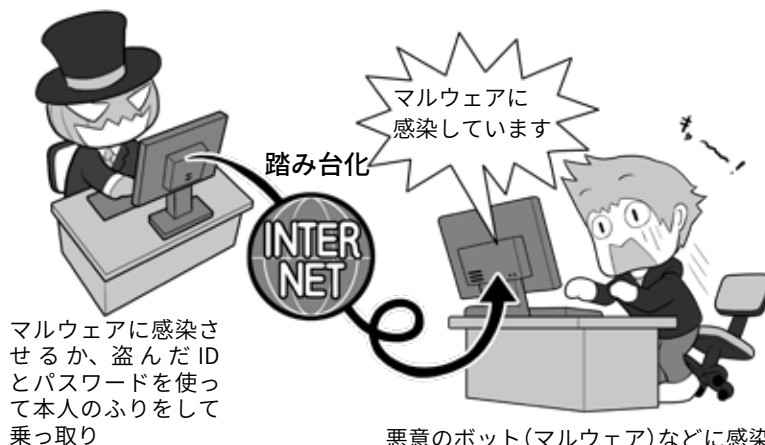 マルウェアに
感染しています
踏み台化
INTER
NET
マルウェアに感染さ
せるか、盗んだID
とパスワードを使っ
て本人のふりをして
乗っ取り
悪意のボット(マルウェア)などに感染